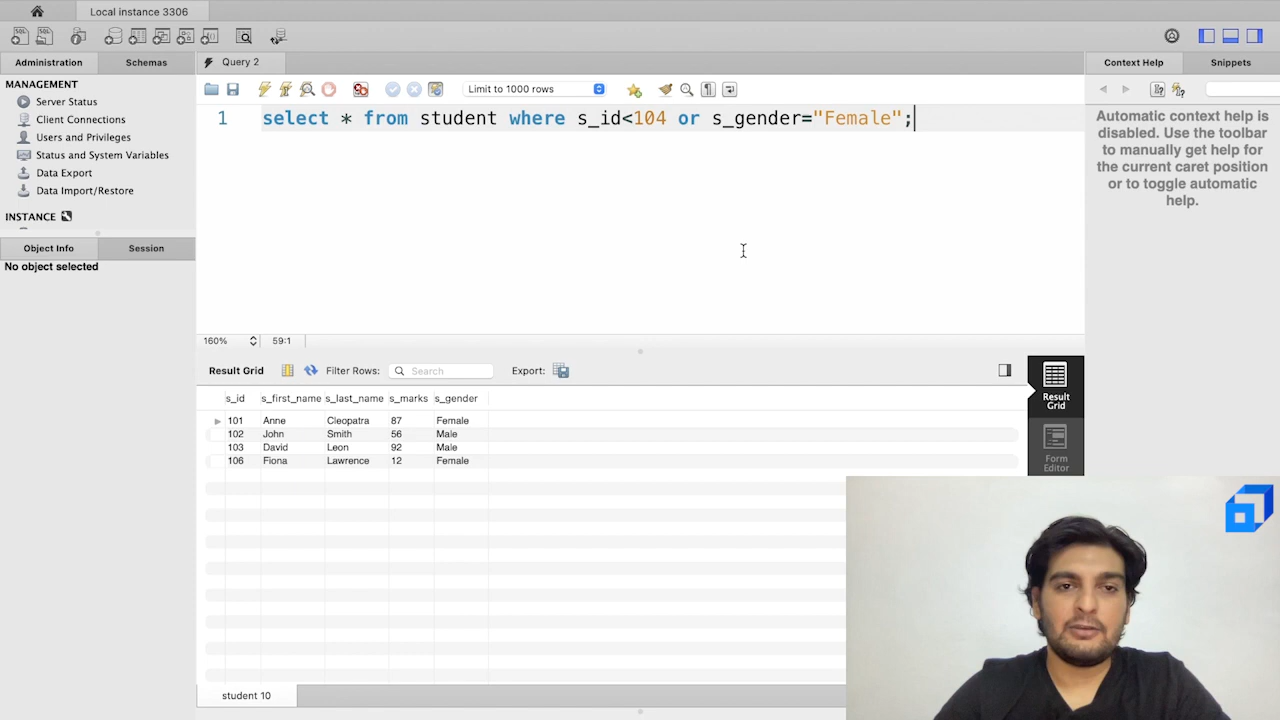 Local instance 3306
Administration
Schemas
Query 2
Context Help
Snippets
MANAGEMENT
Server Status
Client Connections
Users and Privileges
Status and System Variables
Data Export
Data Import/Restore
INSTANCE
Object Info
Session
No object selected
Limit to 1000 rows
1 select * from student where s_id<104 or s_gender="Female";
160%
59:1
Automatic context help is
disabled. Use the toolbar
to manually get help for
the current caret position
or to toggle automatic
help.
Result Grid
Filter Rows:
Search
Export:
s_id s_first_name s_last_name s_marks s_gender
101 Anne Cleopatra 87 Female
102 John Smith 56 Male
103 David Leon 92 Male
106 Fiona Lawrence 12 Female
Result
Grid
Form
Editor
student 10